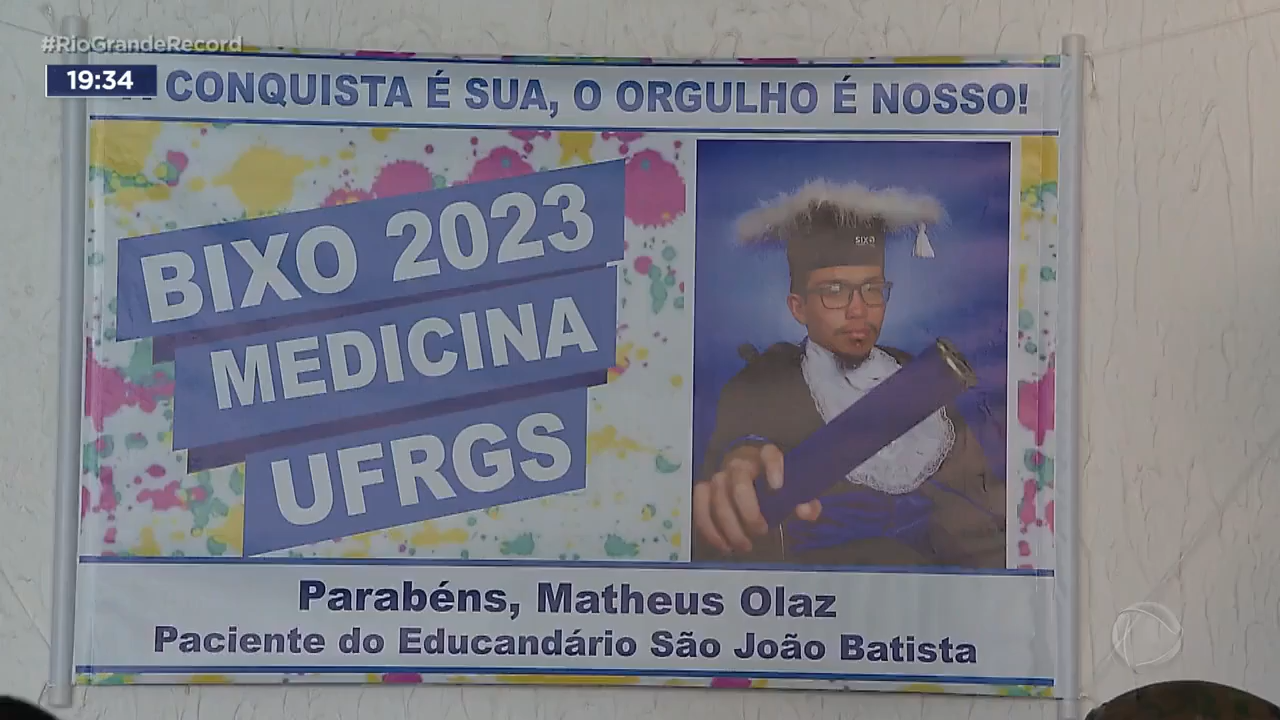 #RioGrandeRecord
19:34
CONQUISTA É SUA, O ORGULHO É NOSSO!
BIXO 2023
MEDICINA
UFRGS
SIXO
Parabéns, Matheus Olaz
Paciente do Educandário São João Batista